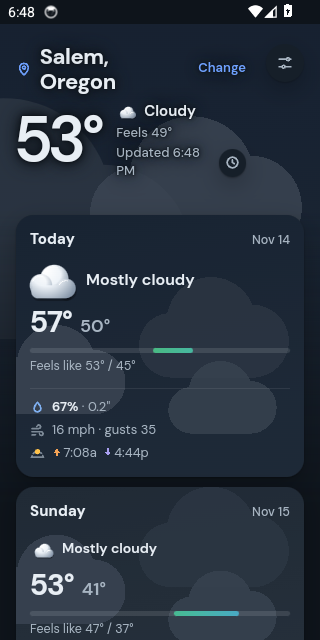 6:48
Salem,
Oregon
Change
53°
Cloudy
Feels 49°
Updated 6:48
PM
Today
Nov 14
Mostly cloudy
57° 50°
Feels like 53° / 45°
67% · 0.2"
16 mph · gusts 35
7:08a 4:44p
Sunday
Nov 15
Mostly cloudy
53° 41°
Feels like 47° / 37°